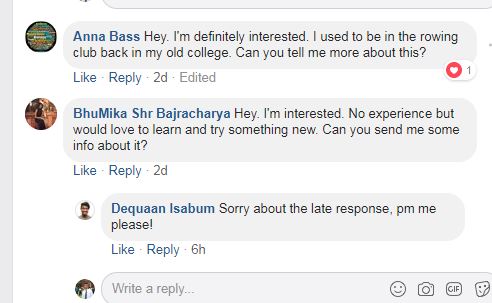 Anna Bass Hey. I'm definitely interested. I used to be in the rowing
club back in my old college. Can you tell me more about this?
1
Like · Reply · 2d · Edited
BhuMika Shr Bajracharya Hey. I'm interested. No experience but
would love to learn and try something new. Can you send me some
info about it?
Like · Reply · 2d
Dequaan Isabum Sorry about the late response, pm me
please!
Like · Reply · 6h
Write a reply...
GIF